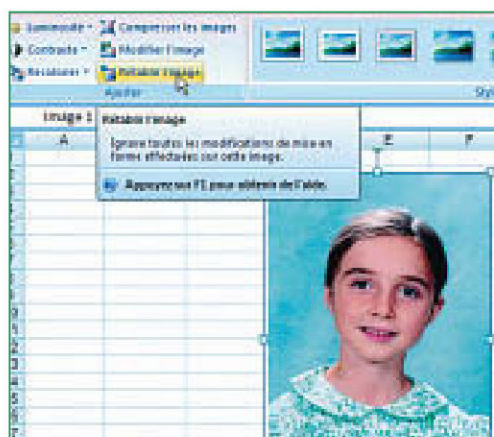 Luminosité
Compresser les images
Contraste
Modifier l'image
Recolorier
Rétablir l'image
Ajuster
Styl
Image 1
Rétablir l'image
A
E
F
Ignore toutes les modifications de mise en
forme effectuées sur cette image.
Appuyez sur F1 pour obtenir de l'aide.